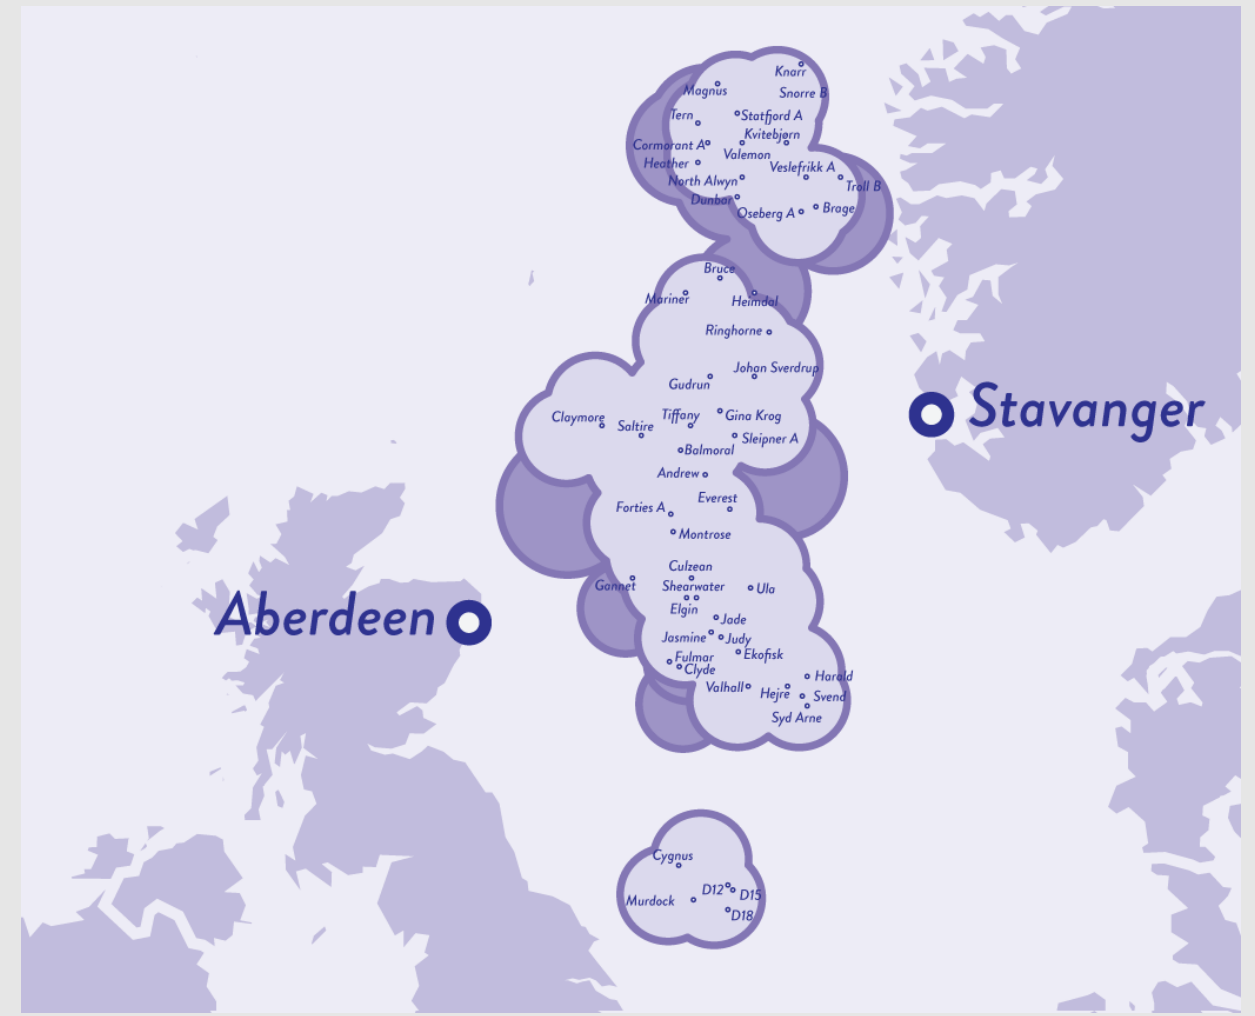 Knarr
Magnus
Snorre B
Tern
Statfjord A
Kvitebjørn
Cormorant A
Valemon
Heather
Veslefrikk A
North Alwyn
Troll B
Dunbar
Oseberg A
Brage
Bruce
Mariner
Heimdal
Ringhorne
Johan Sverdrup
Gudrun
Stavanger
Claymore
Tiffany
Gina Krog
Saltire
Sleipner A
Balmoral
Andrew
Everest
Forties A
Montrose
Culzean
Gannet
Shearwater
Ula
Elgin
Aberdeen
Jade
Jasmine
Judy
Ekofisk
Fulmar
Clyde
Harald
Valhall
Hejre
Svend
Syd Arne
Cygnus
D12
D15
Murdock
D18